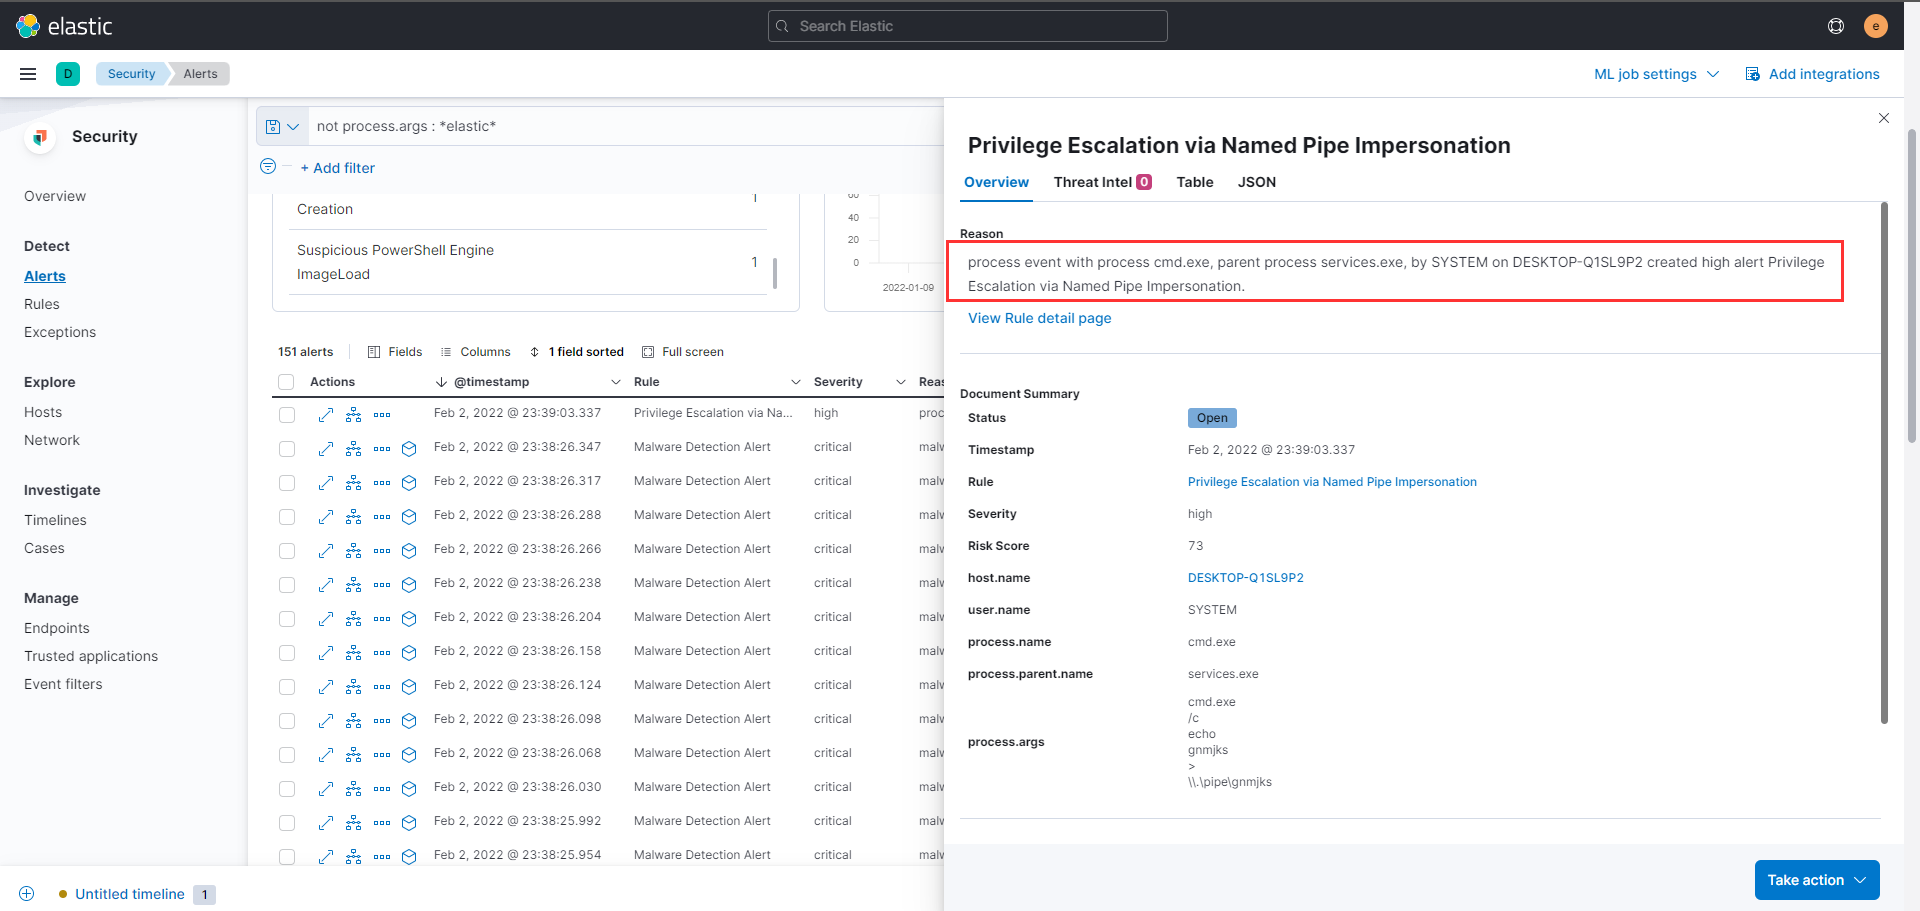 elastic
Search Elastic
e
D
Security
Alerts
ML job settings
Add integrations
Security
Overview
Detect
Alerts
Rules
Exceptions
Explore
Hosts
Network
Investigate
Timelines
Cases
Manage
Endpoints
Trusted applications
Event filters
not process.args : *elastic*
+ Add filter
Creation
1
Suspicious PowerShell Engine
ImageLoad
1
60
40
20
0
2022-01-09
151 alerts
Fields
Columns
1 field sorted
Full screen
Actions @timestamp Rule Severity Reas
Feb 2, 2022 @ 23:39:03.337 Privilege Escalation via Na... high proc
Feb 2, 2022 @ 23:38:26.347 Malware Detection Alert critical malw
Feb 2, 2022 @ 23:38:26.317 Malware Detection Alert critical malw
Feb 2, 2022 @ 23:38:26.288 Malware Detection Alert critical malw
Feb 2, 2022 @ 23:38:26.266 Malware Detection Alert critical malw
Feb 2, 2022 @ 23:38:26.238 Malware Detection Alert critical malw
Feb 2, 2022 @ 23:38:26.204 Malware Detection Alert critical malw
Feb 2, 2022 @ 23:38:26.158 Malware Detection Alert critical malw
Feb 2, 2022 @ 23:38:26.124 Malware Detection Alert critical malw
Feb 2, 2022 @ 23:38:26.098 Malware Detection Alert critical malw
Feb 2, 2022 @ 23:38:26.068 Malware Detection Alert critical malw
Feb 2, 2022 @ 23:38:26.030 Malware Detection Alert critical malw
Feb 2, 2022 @ 23:38:25.992 Malware Detection Alert critical malw
Feb 2, 2022 @ 23:38:25.954 Malware Detection Alert critical malw
Untitled timeline 1
Privilege Escalation via Named Pipe Impersonation
Overview
Threat Intel 0
Table
JSON
Reason
process event with process cmd.exe, parent process services.exe, by SYSTEM on DESKTOP-Q1SL9P2 created high alert Privilege
Escalation via Named Pipe Impersonation.
View Rule detail page
Document Summary
Status Open
Timestamp Feb 2, 2022 @ 23:39:03.337
Rule Privilege Escalation via Named Pipe Impersonation
Severity high
Risk Score 73
host.name DESKTOP-Q1SL9P2
user.name SYSTEM
process.name cmd.exe
process.parent.name services.exe
process.args
cmd.exe
/c
echo
gnmjks
>
\\.\pipe\gnmjks
Take action